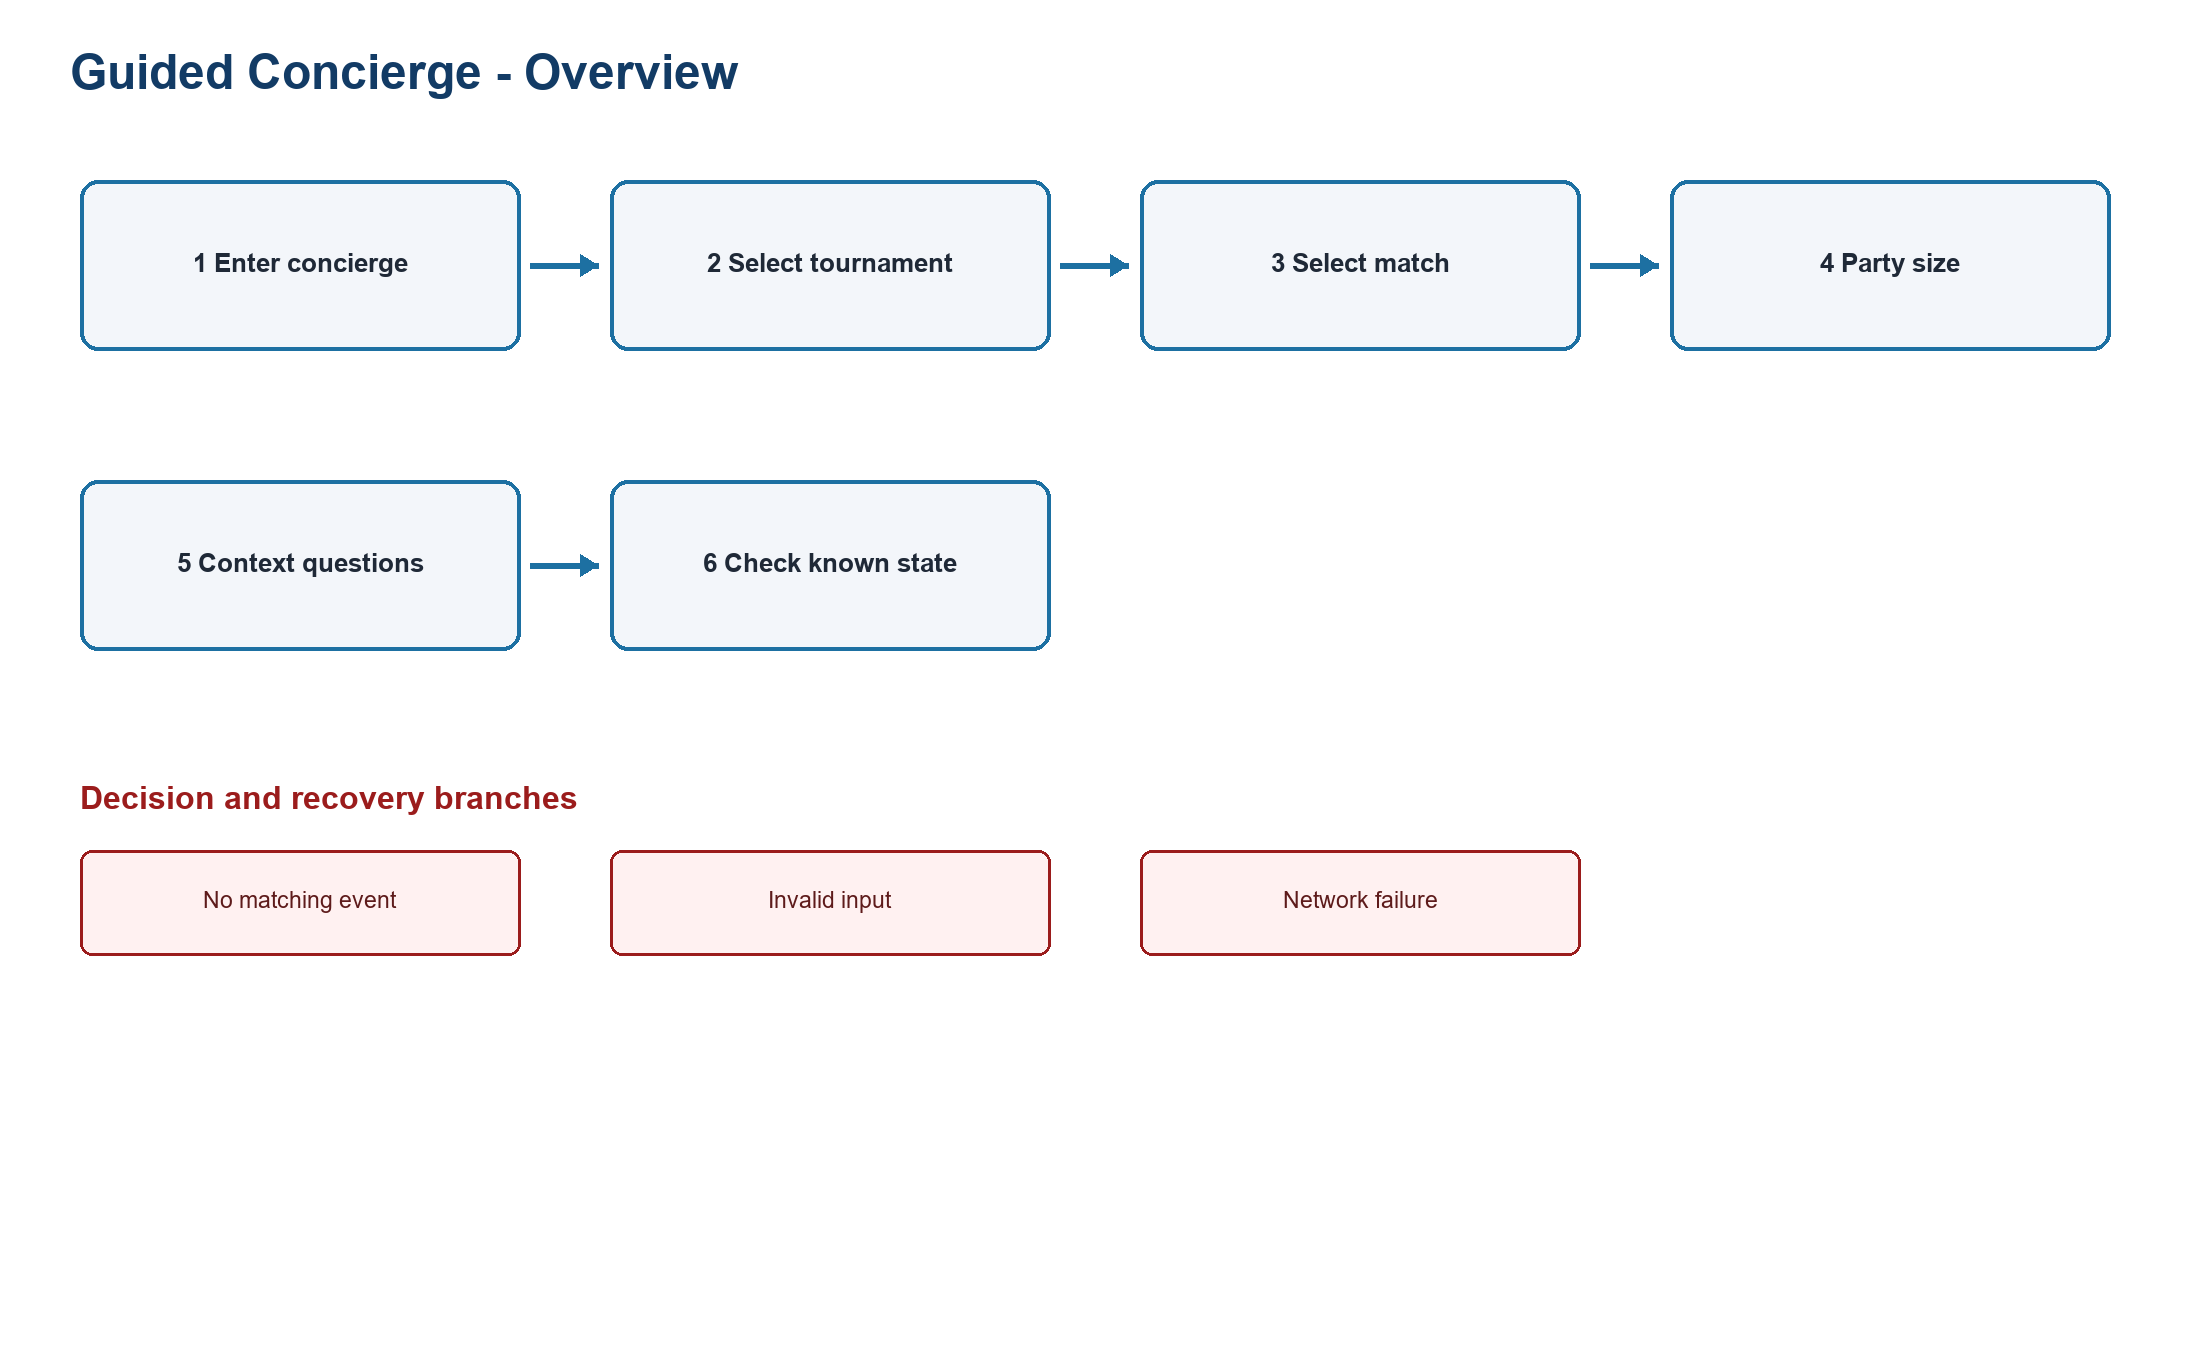 Guided Concierge - Overview
1 Enter concierge
2 Select tournament
3 Select match
4 Party size
5 Context questions
6 Check known state
Decision and recovery branches
No matching event
Invalid input
Network failure